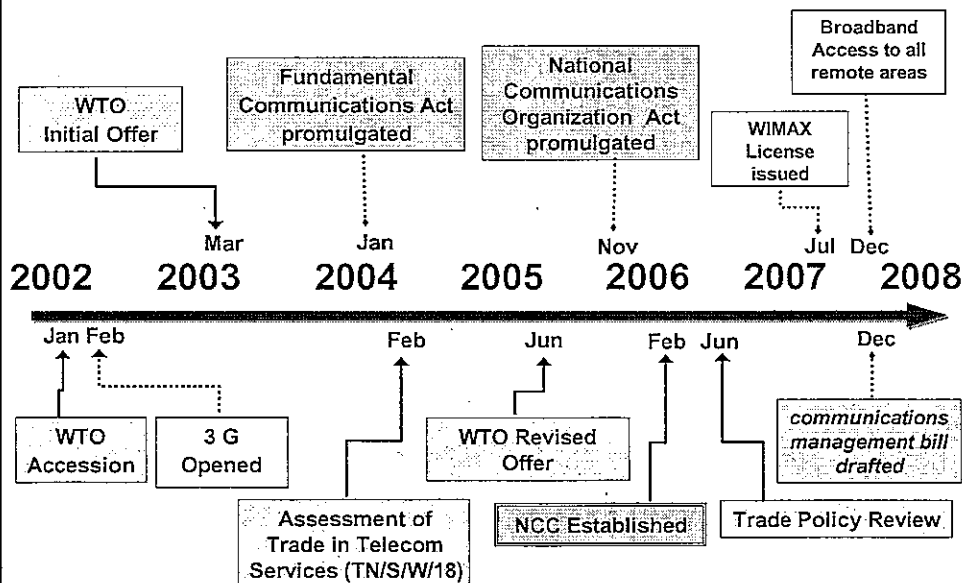 Broadband
Access to all
remote areas
National
Communications
Organization Act
promulgated
Fundamental
Communications Act
promulgated
WTO
Initial Offer
WIMAX
License
issued
Mar
Jan
Nov
Jul
Dec
2002
2003
2004
2005
2006
2007
2008
Jan
Feb
Feb
Jun
Feb
Jun
Dec
WTO
Accession
3 G
Opened
WTO Revised
Offer
communications
management bill
drafted
Assessment of
Trade in Telecom
Services (TN/S/W/18)
NCC Established
Trade Policy Review